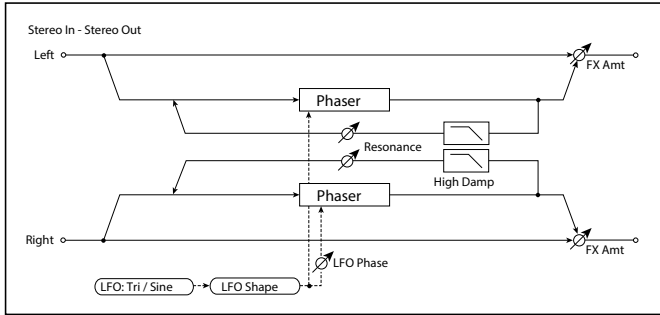 Stereo In - Stereo Out
Left
FX Amt
Phaser
Resonance
High Damp
Phaser
Right
FX Amt
LFO Phase
LFO: Tri / Sine
LFO Shape